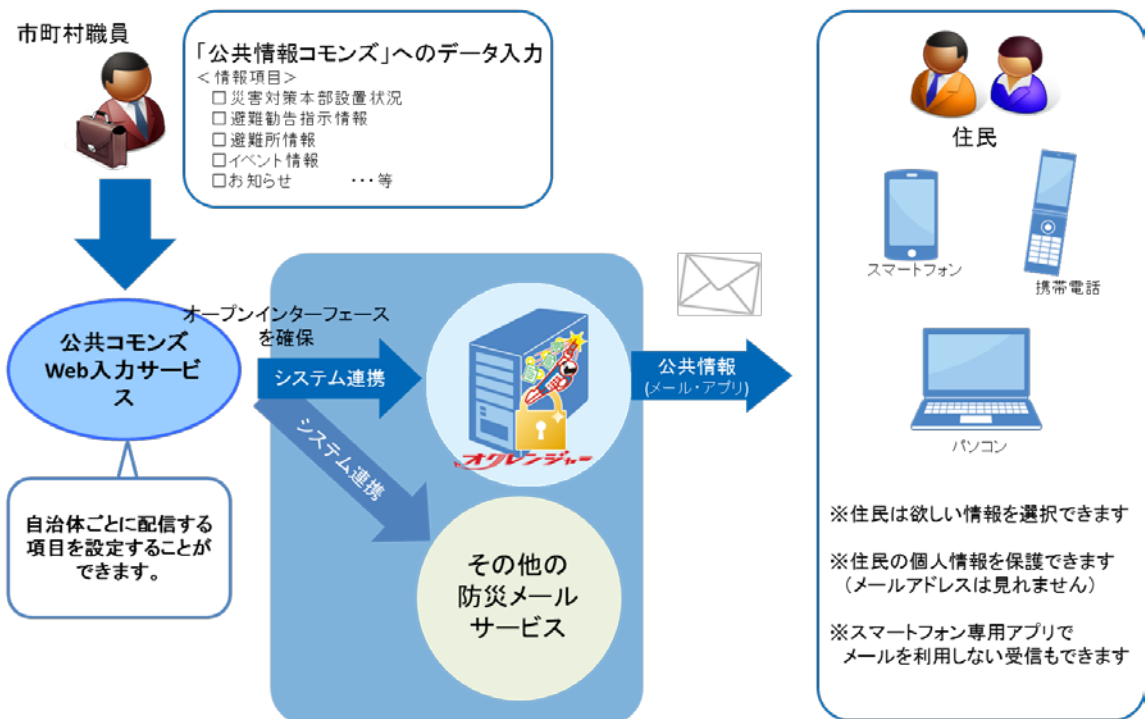 市町村職員
「公共情報コモンズ」へのデータ入力
＜情報項目＞
□災害対策本部設置状況
□避難勧告指示情報
□避難所情報
□イベント情報
□お知らせ　　　・・・等
公共コモンズ
Web入力サービ
ス
自治体ごとに配信する
項目を設定することが
できます。
オープンインターフェース
を確保
システム連携
システム連携
オクレンジャー
その他の
防災メール
サービス
公共情報
(メール・アプリ)
住民
スマートフォン
携帯電話
パソコン
※住民は欲しい情報を選択できます
※住民の個人情報を保護できます
（メールアドレスは見れません）
※スマートフォン専用アプリで
メールを利用しない受信もできます